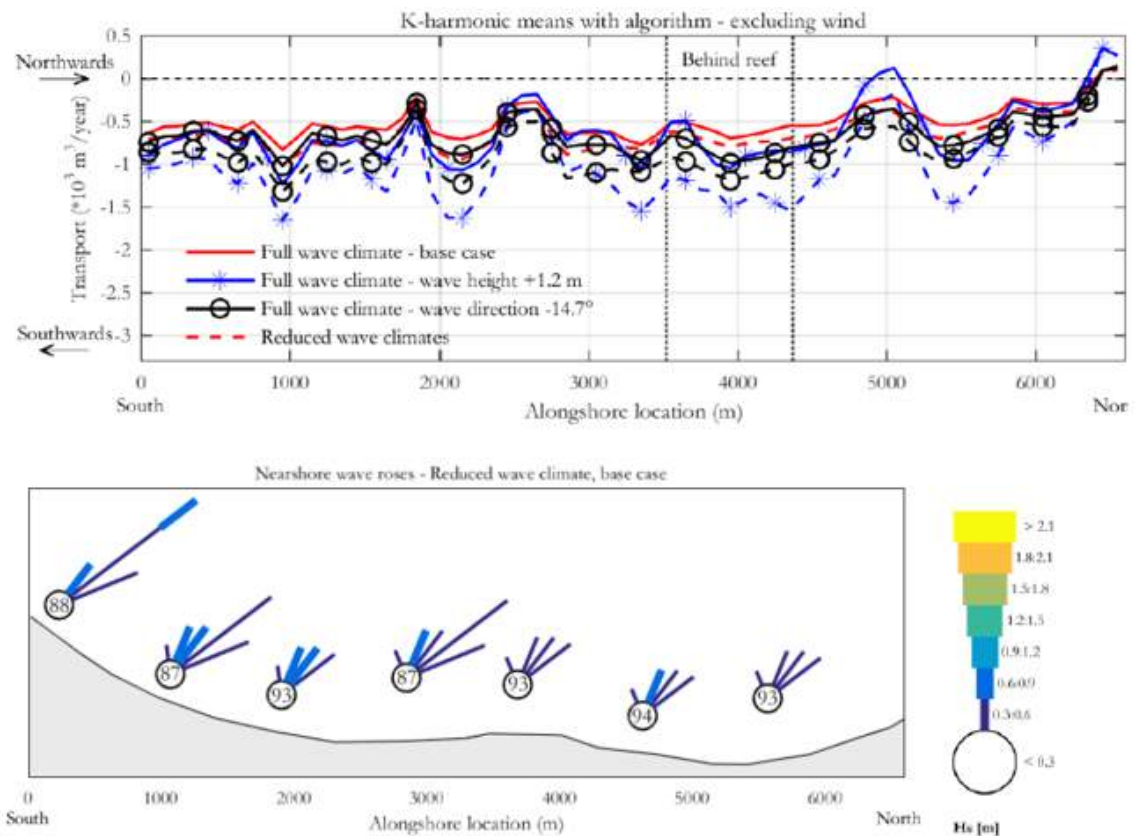 K-harmonic means with algorithm - excluding wind
0.5
Northwards
0
Behind reef
-0.5
-1
-1.5
-2
-2.5
-3
Transport (*10³ m³/year)
Full wave climate - base case
Full wave climate - wave height +1.2 m
Full wave climate - wave direction -14.7°
Reduced wave climates
Southwards
0 1000 2000 3000 4000 5000 6000
South
Alongshore location (m)
Nor
Nearshore wave roses - Reduced wave climate, base case
88
87
93
87
93
94
93
0 1000 2000 3000 4000 5000 6000
South
Alongshore location (m)
North
> 2.1
1.8:2.1
1.5:1.8
1.2:1.5
0.9:1.2
0.6:0.9
0.3:0.6
< 0.3
Hs [m]